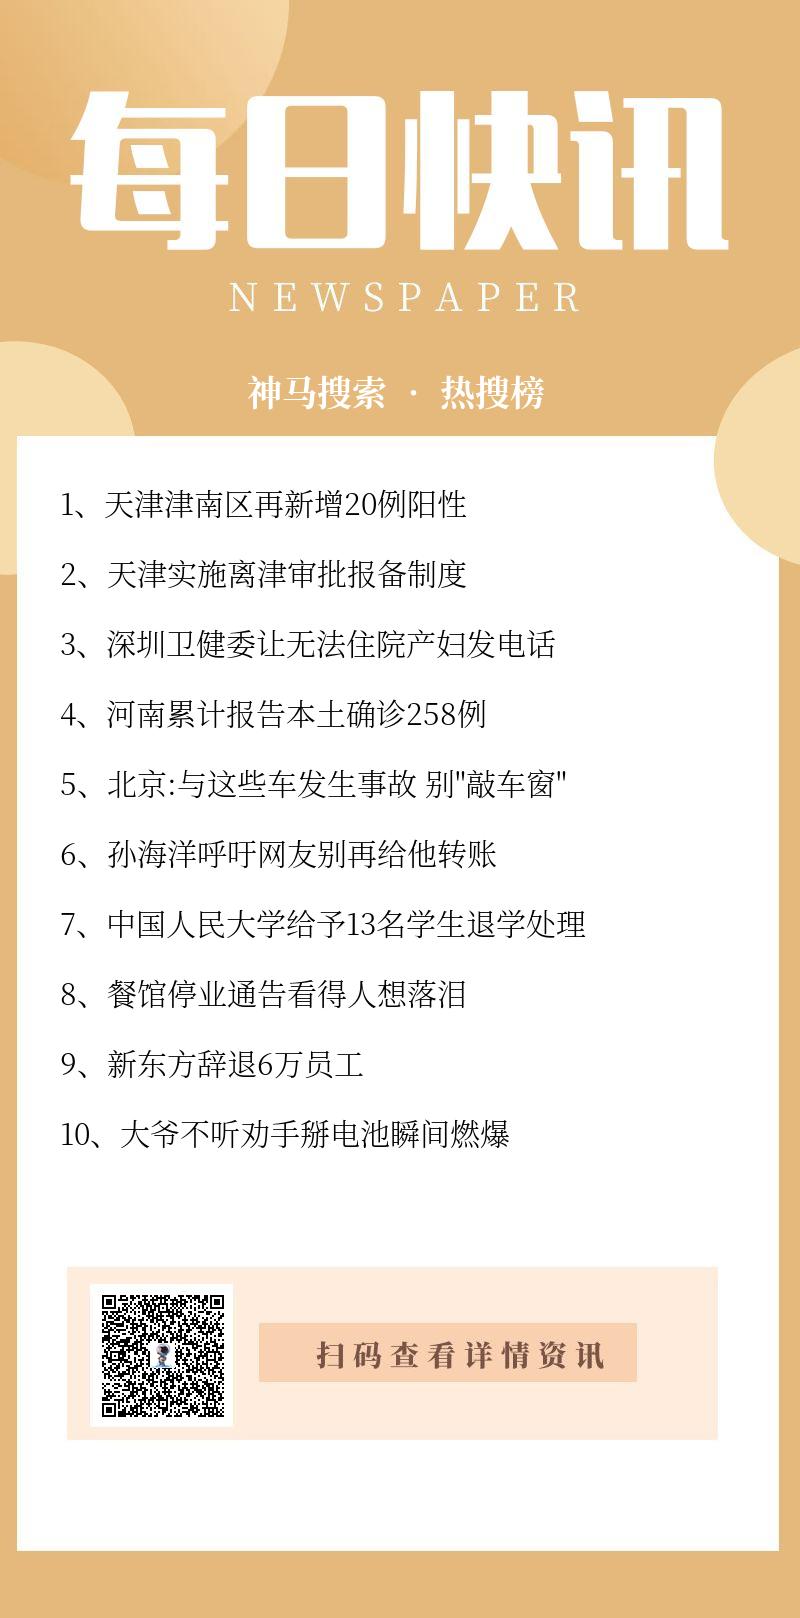 每日快讯
NEWSPAPER
神马搜索 · 热搜榜
1、天津津南区再新增20例阳性
2、天津实施离津审批报备制度
3、深圳卫健委让无法住院产妇发电话
4、河南累计报告本土确诊258例
5、北京:与这些车发生事故 别"敲车窗"
6、孙海洋呼吁网友别再给他转账
7、中国人民大学给予13名学生退学处理
8、餐馆停业通告看得人想落泪
9、新东方辞退6万员工
10、大爷不听劝手掰电池瞬间燃爆
扫码查看详情资讯